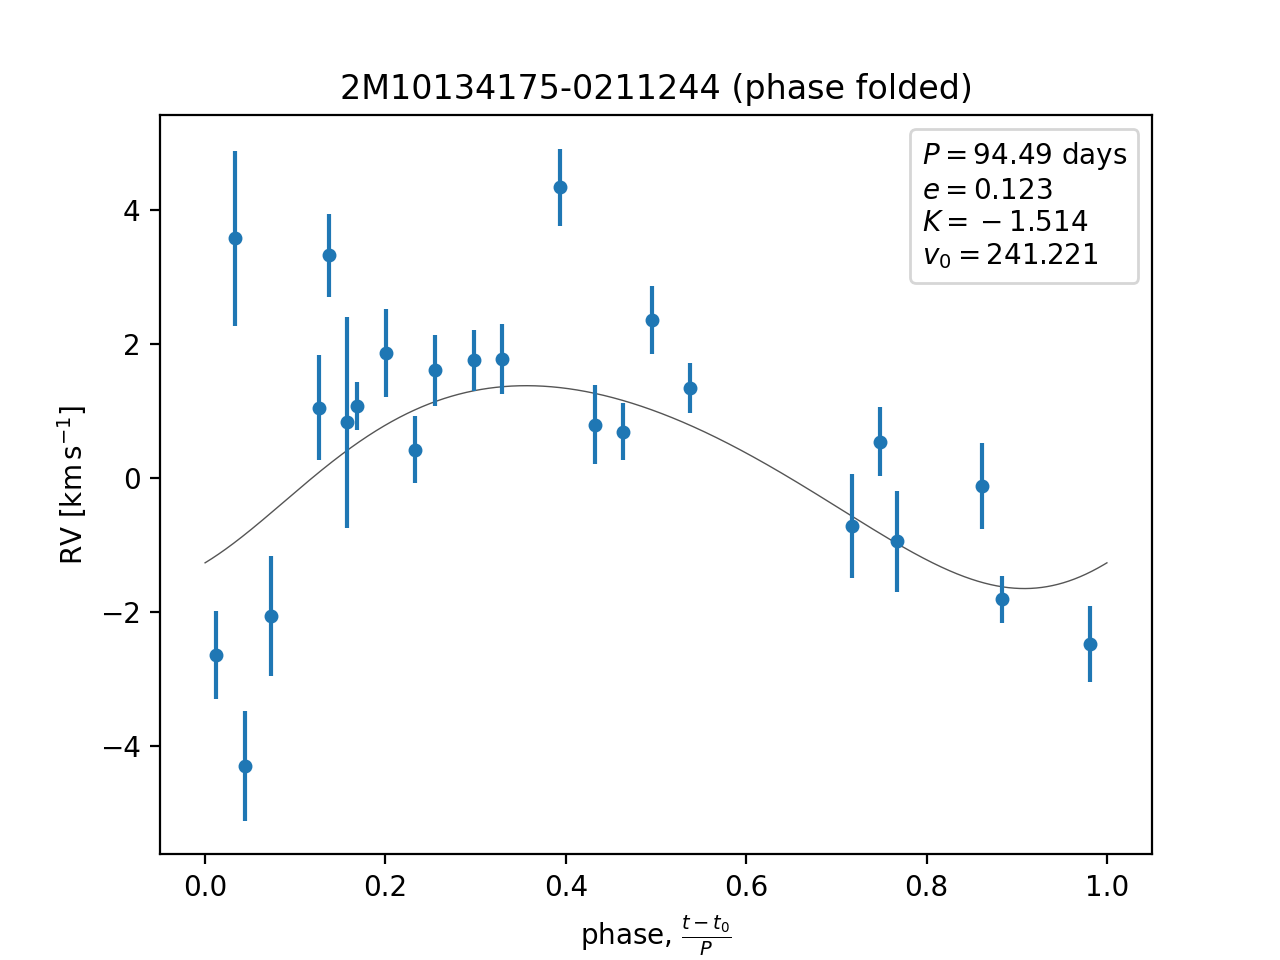 2M10134175-0211244 (phase folded)
P = 94.49 days
e = 0.123
K = −1.514
v₀ = 241.221
4
2
0
−2
−4
RV [km s⁻¹]
0.0 0.2 0.4 0.6 0.8 1.0
phase, (t − t₀)/P